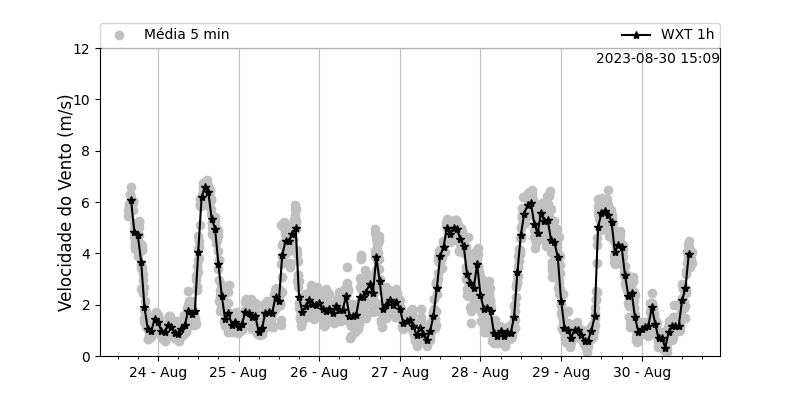 Média 5 min
WXT 1h
2023-08-30 15:09
Velocidade do Vento (m/s)
12
10
8
6
4
2
0
24 - Aug
25 - Aug
26 - Aug
27 - Aug
28 - Aug
29 - Aug
30 - Aug